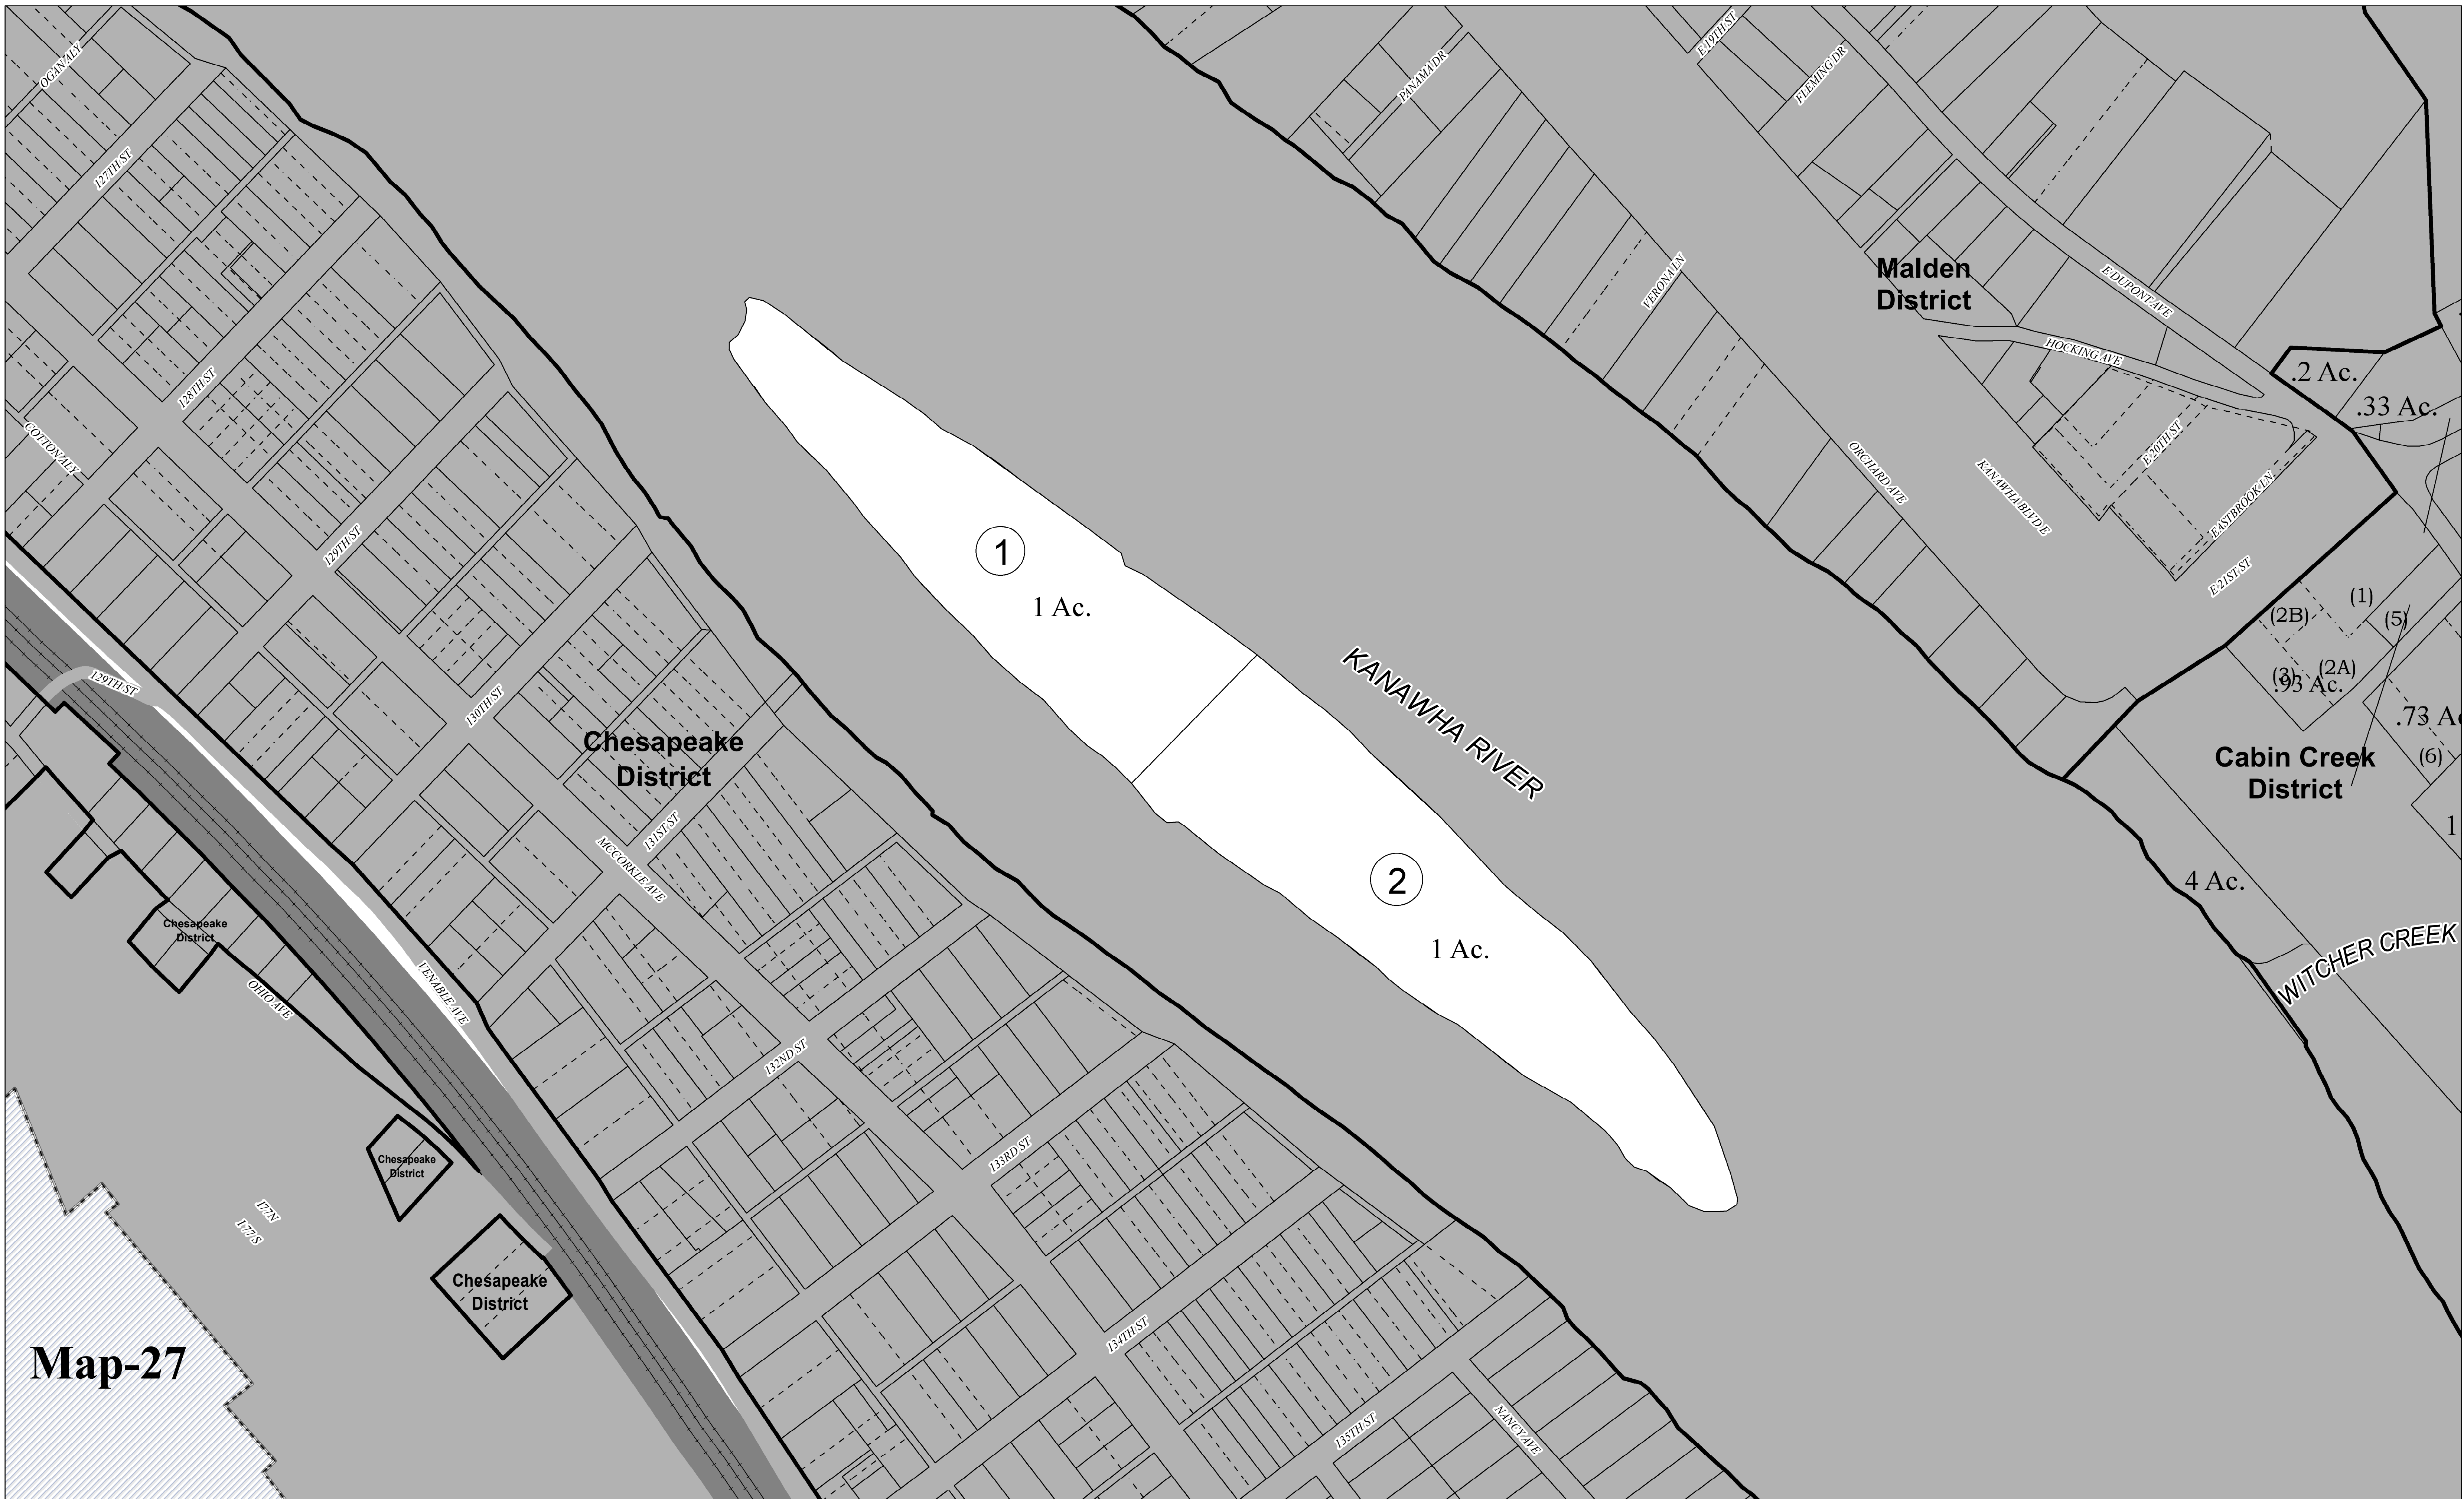 OGAN ALY
127TH ST
128TH ST
COTTON ALY
129TH ST
129TH ST
130TH ST
Chesapeake
District
131ST ST
MCCORKLE AVE
Chesapeake
District
OHIO AVE
VENABLE AVE
132ND ST
133RD ST
Chesapeake
District
I 77 N
I 77 S
Chesapeake
District
134TH ST
135TH ST
NANCY AVE
Map-27
1
1 Ac.
2
1 Ac.
KANAWHA RIVER
PANAMA DR
E 19TH ST
FLEMING DR
VERONA LN
Malden
District
E DUPONT AVE
HOCKING AVE
ORCHARD AVE
KANAWHA BLVD E
E 20TH ST
EASTBROOK LN
E 21ST ST
.2 Ac.
.33 Ac.
(1)
(2B)
(5)
(2A)
(3)
.93 Ac.
.73 Ac
(6)
Cabin Creek
District
1
4 Ac.
WITCHER CREEK